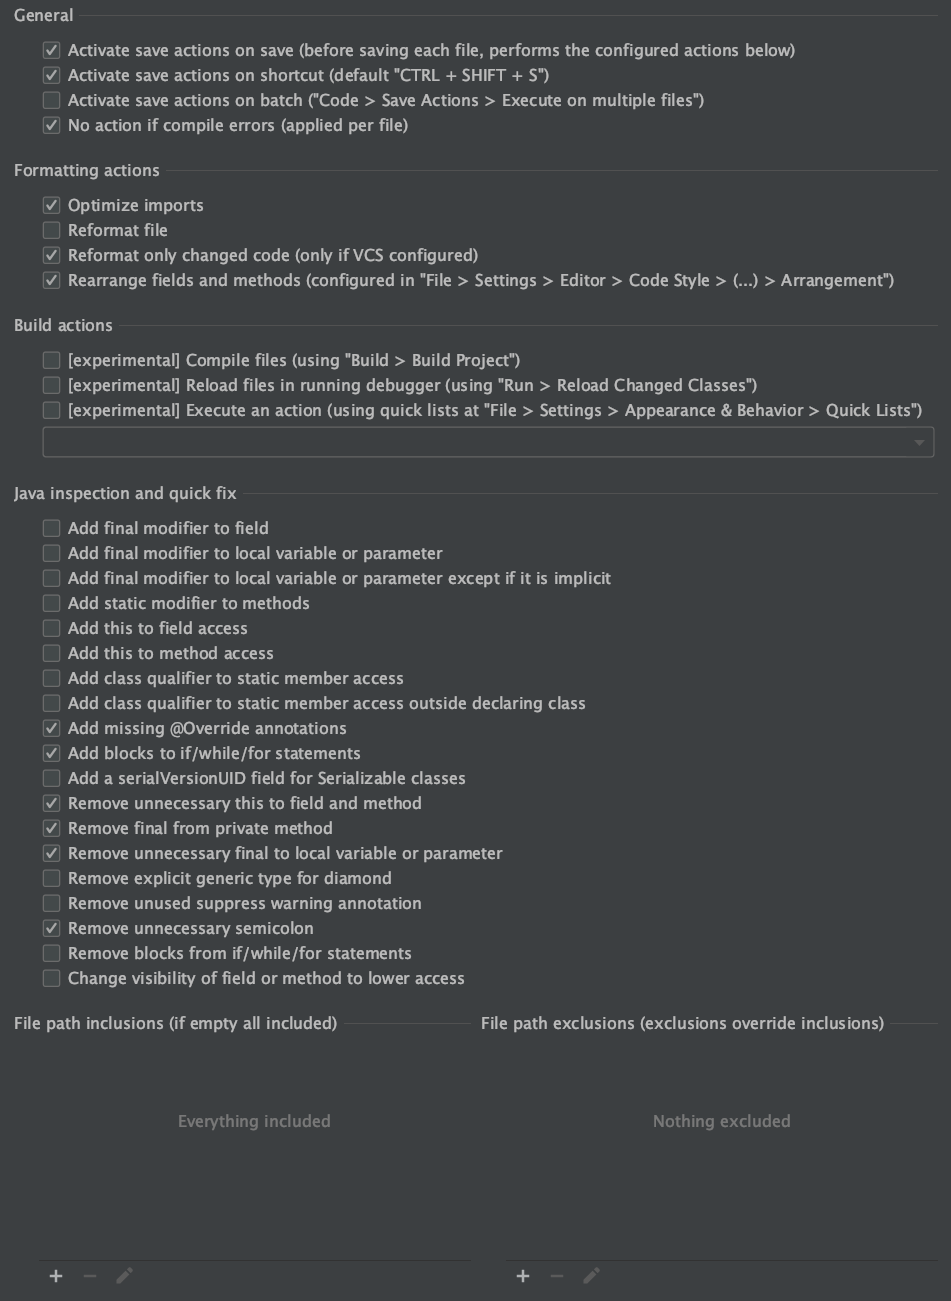 General
Activate save actions on save (before saving each file, performs the configured actions below)
Activate save actions on shortcut (default "CTRL + SHIFT + S")
Activate save actions on batch ("Code > Save Actions > Execute on multiple files")
No action if compile errors (applied per file)
Formatting actions
Optimize imports
Reformat file
Reformat only changed code (only if VCS configured)
Rearrange fields and methods (configured in "File > Settings > Editor > Code Style > (...) > Arrangement")
Build actions
[experimental] Compile files (using "Build > Build Project")
[experimental] Reload files in running debugger (using "Run > Reload Changed Classes")
[experimental] Execute an action (using quick lists at "File > Settings > Appearance & Behavior > Quick Lists")
Java inspection and quick fix
Add final modifier to field
Add final modifier to local variable or parameter
Add final modifier to local variable or parameter except if it is implicit
Add static modifier to methods
Add this to field access
Add this to method access
Add class qualifier to static member access
Add class qualifier to static member access outside declaring class
Add missing @Override annotations
Add blocks to if/while/for statements
Add a serialVersionUID field for Serializable classes
Remove unnecessary this to field and method
Remove final from private method
Remove unnecessary final to local variable or parameter
Remove explicit generic type for diamond
Remove unused suppress warning annotation
Remove unnecessary semicolon
Remove blocks from if/while/for statements
Change visibility of field or method to lower access
File path inclusions (if empty all included)
Everything included
File path exclusions (exclusions override inclusions)
Nothing excluded